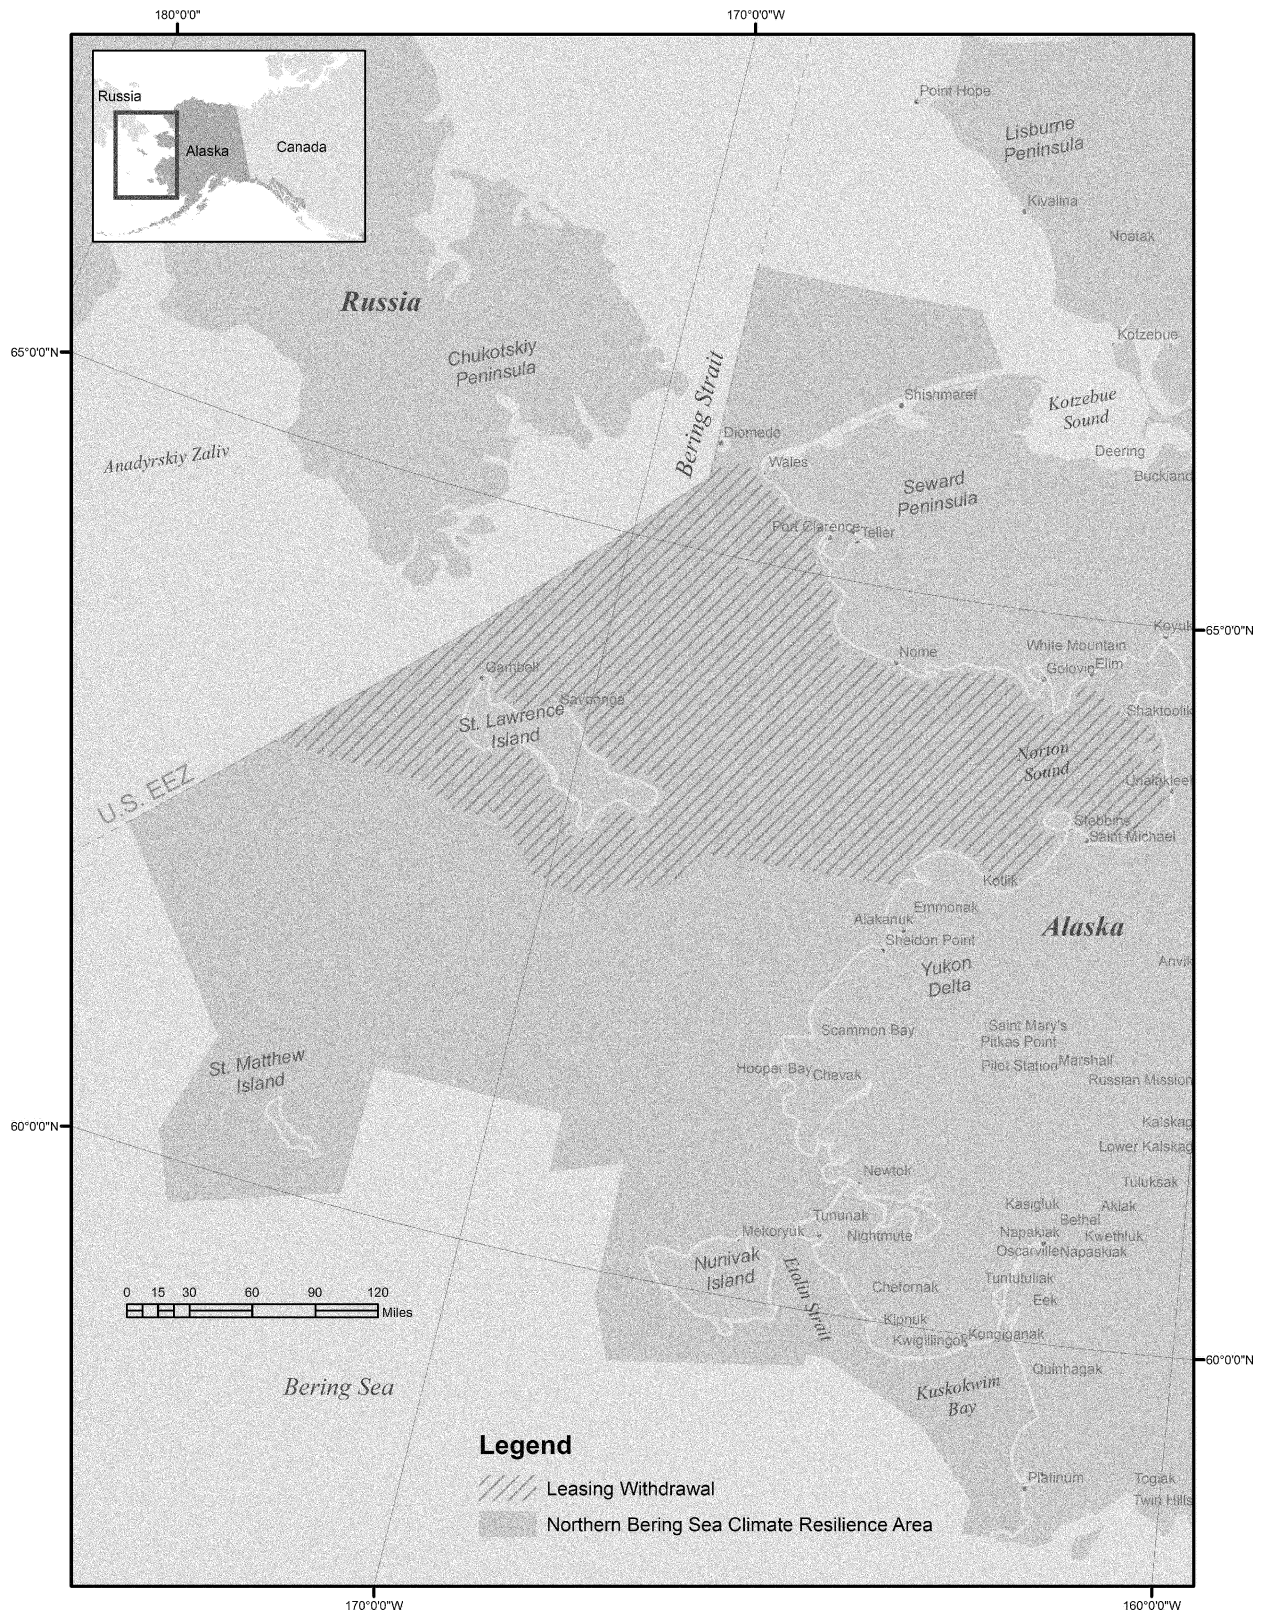 180°0'0"
170°0'0"W
Russia
Alaska
Canada
Point Hope
Lisburne
Peninsula
Kivalina
Noatak
Russia
Kotzebue
65°0'0"N
Chukotskiy
Peninsula
Bering Strait
Shishmaref
Kotzebue
Sound
Diomede
Anadyrskiy Zaliv
Wales
Deering
Buckland
Seward
Peninsula
Port Clarence
Teller
Koyuk
65°0'0"N
White Mountain
Nome
Golovin
Elim
Gambell
Savoonga
St. Lawrence
Island
Shaktoolik
Norton
Sound
U.S. EEZ
Unalakleet
Stebbins
Saint Michael
Kotlik
Emmonak
Alakanuk
Alaska
Sheldon Point
Yukon
Delta
Anvik
Scammon Bay
Saint Mary's
Pitkas Point
St. Matthew
Island
Hooper Bay
Chevak
Pilot Station
Marshall
Russian Mission
60°0'0"N
Kalskag
Lower Kalskag
Newtok
Tuluksak
Kasigluk
Akiak
Tununak
Bethel
Mekoryuk
Nightmute
Napakiak
Kwethluk
Oscarville
Napaskiak
Nunivak
Island
Etolin Strait
Chefornak
Tuntutuliak
Eek
0 15 30 60 90 120
Miles
Kipnuk
Kwigillingok
Kongiganak
60°0'0"N
Quinhagak
Bering Sea
Kuskokwim
Bay
Legend
Platinum
Togiak
Leasing Withdrawal
Twin Hills
Northern Bering Sea Climate Resilience Area
170°0'0"W
160°0'0"W